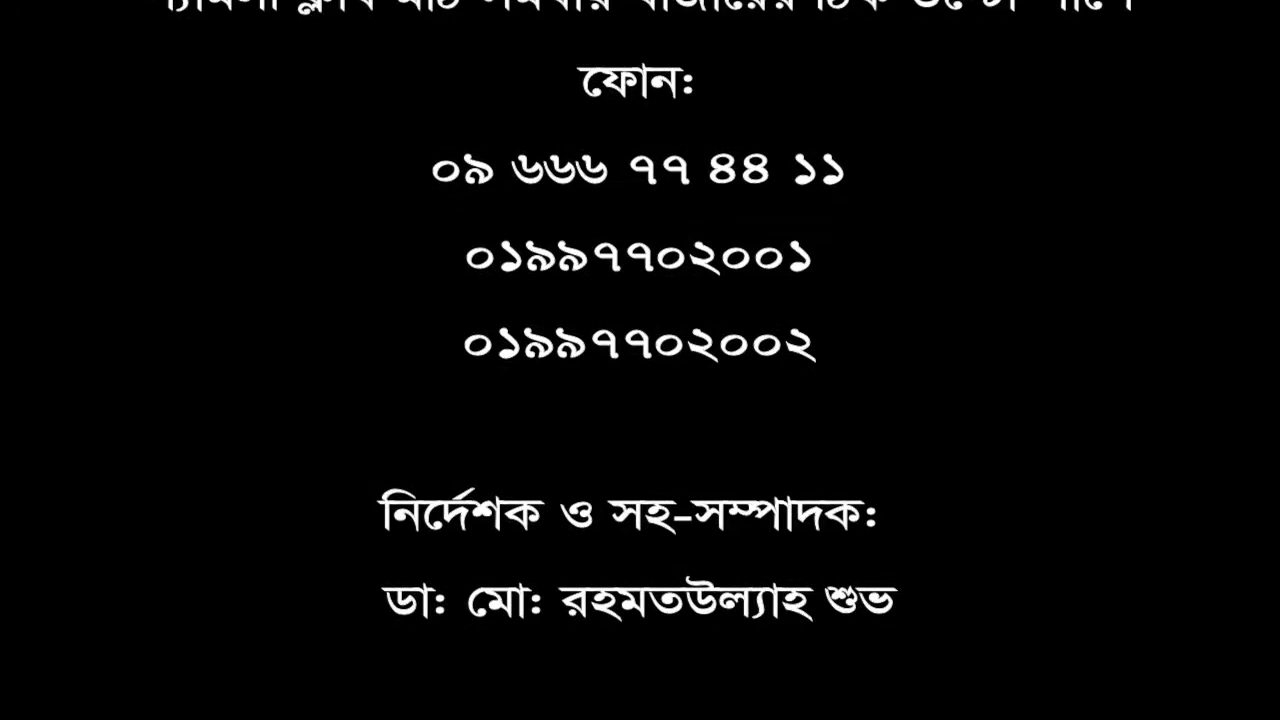 ফোনঃ
০৯ ৬৬৬ ৭৭ ৪৪ ১১
০১৯৯৭৭০২০০১
০১৯৯৭৭০২০০২
নির্দেশক ও সহ-সম্পাদকঃ
ডাঃ মোঃ রহমতউল্যাহ শুভ